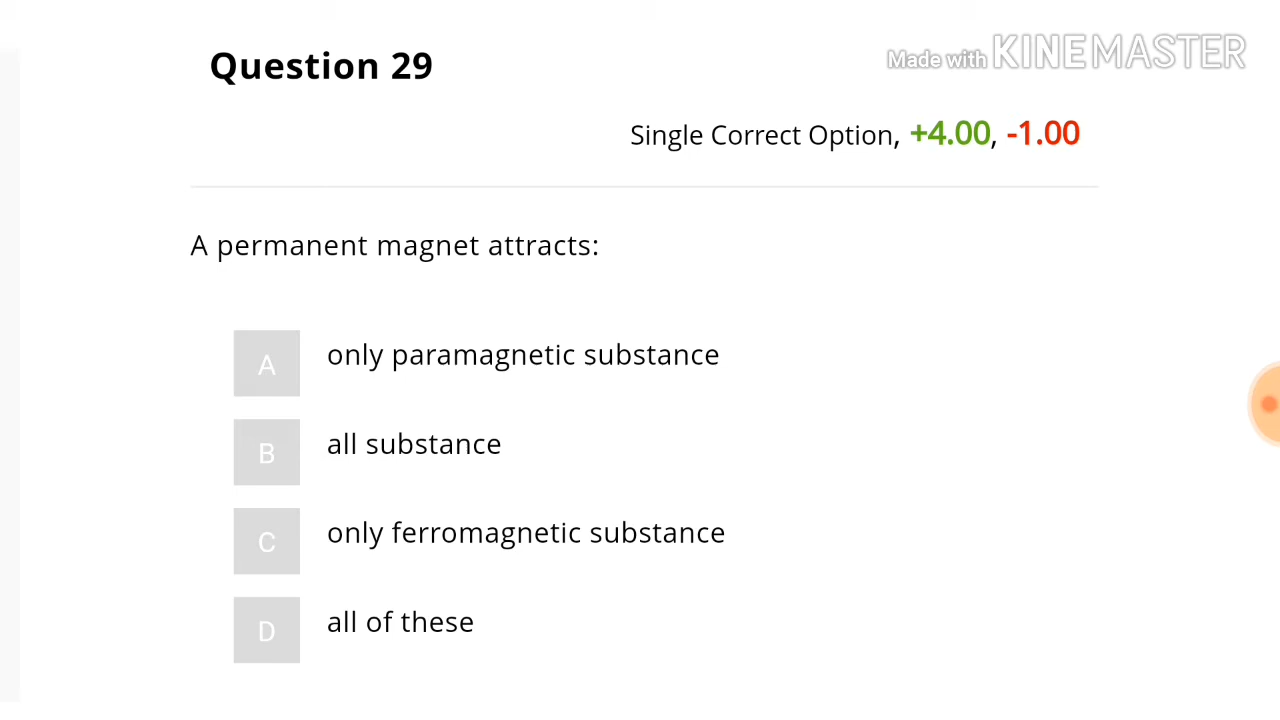 Question 29
Made with KINEMASTER
Single Correct Option, +4.00, -1.00
A permanent magnet attracts:
A only paramagnetic substance
B all substance
C only ferromagnetic substance
D all of these